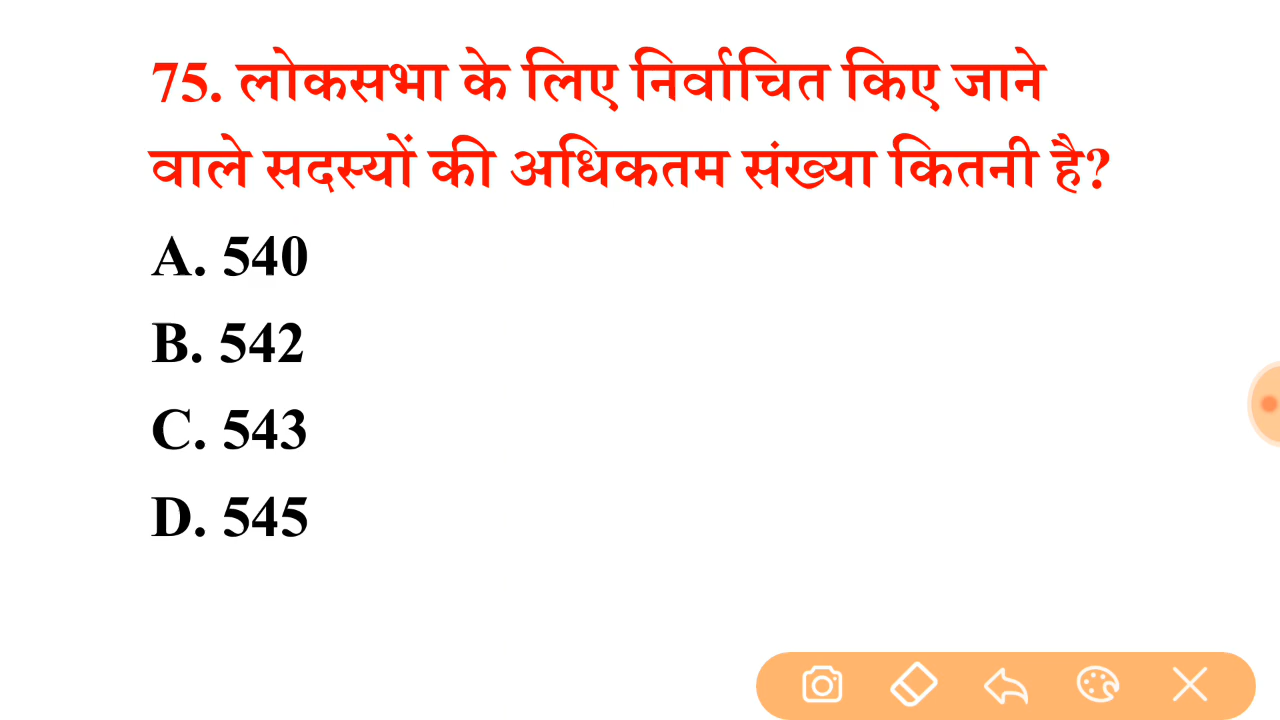 75. लोकसभा के लिए निर्वाचित किए जाने
वाले सदस्यों की अधिकतम संख्या कितनी है?
A. 540
B. 542
C. 543
D. 545